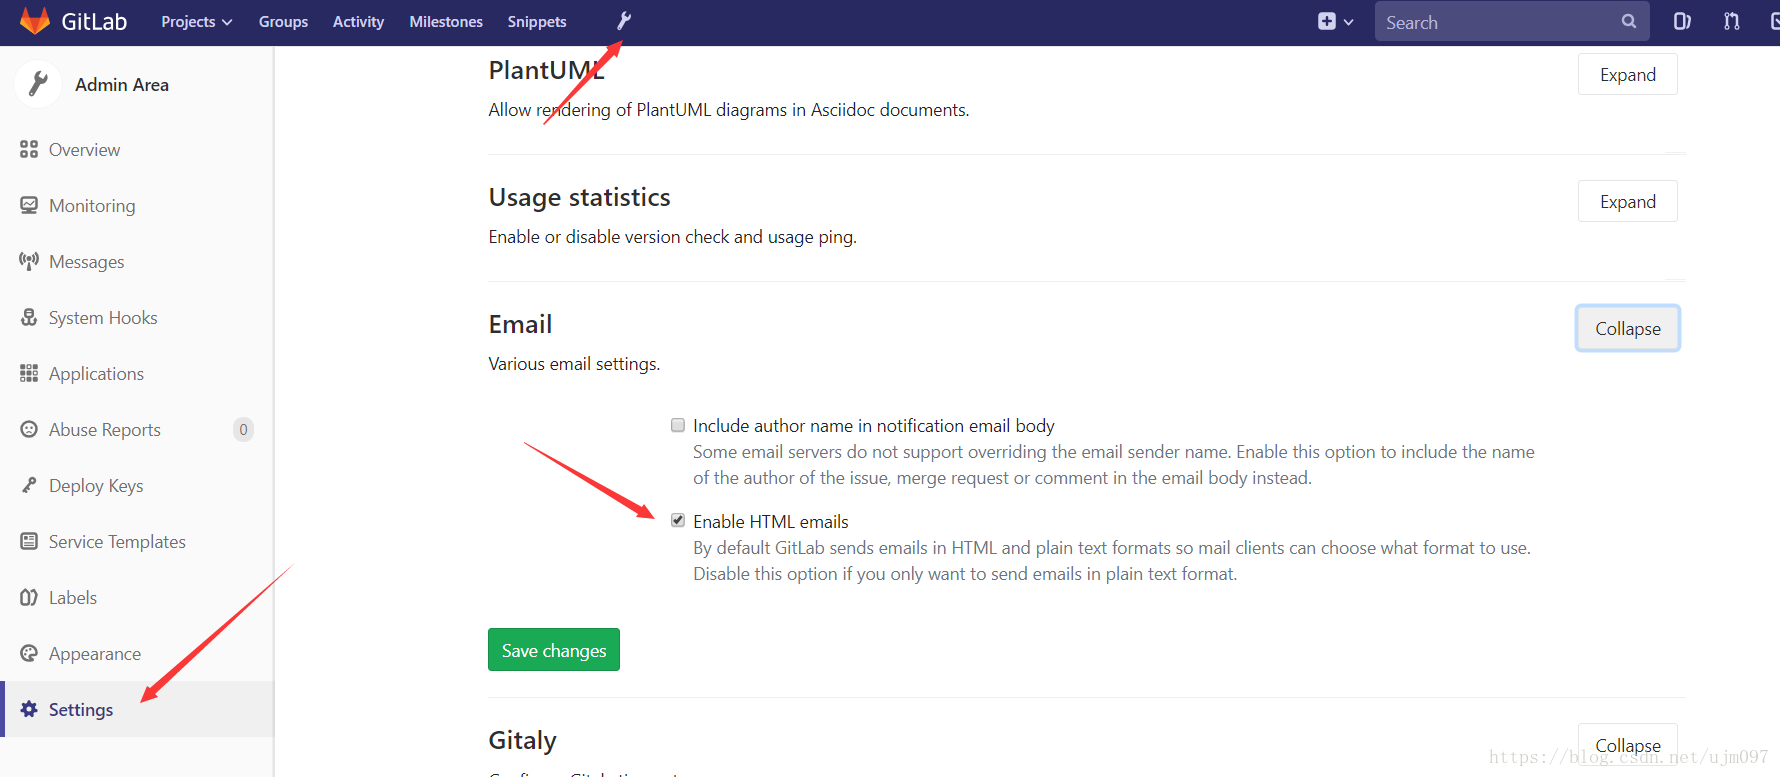 GitLab Projects Groups Activity Milestones Snippets Search
Admin Area
Overview
Monitoring
Messages
System Hooks
Applications
Abuse Reports 0
Deploy Keys
Service Templates
Labels
Appearance
Settings
PlantUML Expand
Allow rendering of PlantUML diagrams in Asciidoc documents.
Usage statistics Expand
Enable or disable version check and usage ping.
Email Collapse
Various email settings.
Include author name in notification email body
Some email servers do not support overriding the email sender name. Enable this option to include the name
of the author of the issue, merge request or comment in the email body instead.
Enable HTML emails
By default GitLab sends emails in HTML and plain text formats so mail clients can choose what format to use.
Disable this option if you only want to send emails in plain text format.
Save changes
Gitaly Collapse
https://blog.csdn.net/ujm097